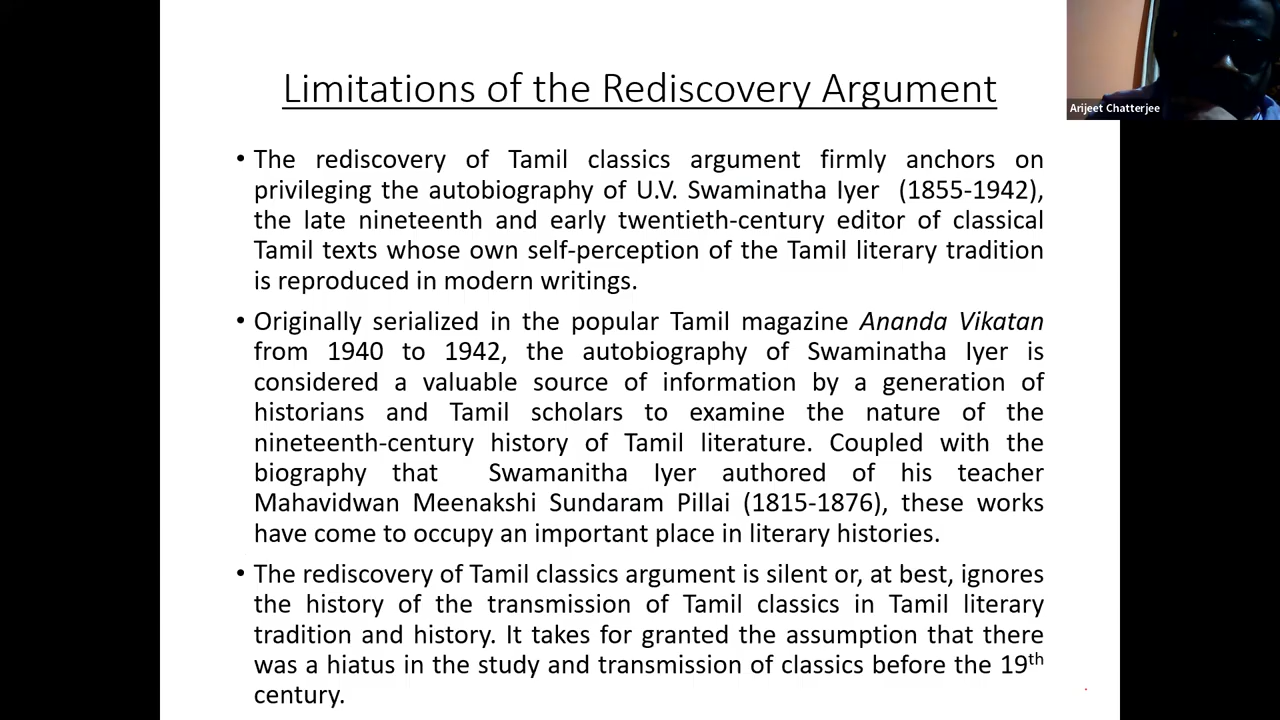 Limitations of the Rediscovery Argument
Arijeet Chatterjee
• The rediscovery of Tamil classics argument firmly anchors on
privileging the autobiography of U.V. Swaminatha Iyer (1855-1942),
the late nineteenth and early twentieth-century editor of classical
Tamil texts whose own self-perception of the Tamil literary tradition
is reproduced in modern writings.
• Originally serialized in the popular Tamil magazine Ananda Vikatan
from 1940 to 1942, the autobiography of Swaminatha Iyer is
considered a valuable source of information by a generation of
historians and Tamil scholars to examine the nature of the
nineteenth-century history of Tamil literature. Coupled with the
biography that Swamanitha Iyer authored of his teacher
Mahavidwan Meenakshi Sundaram Pillai (1815-1876), these works
have come to occupy an important place in literary histories.
• The rediscovery of Tamil classics argument is silent or, at best, ignores
the history of the transmission of Tamil classics in Tamil literary
tradition and history. It takes for granted the assumption that there
was a hiatus in the study and transmission of classics before the 19th
century.